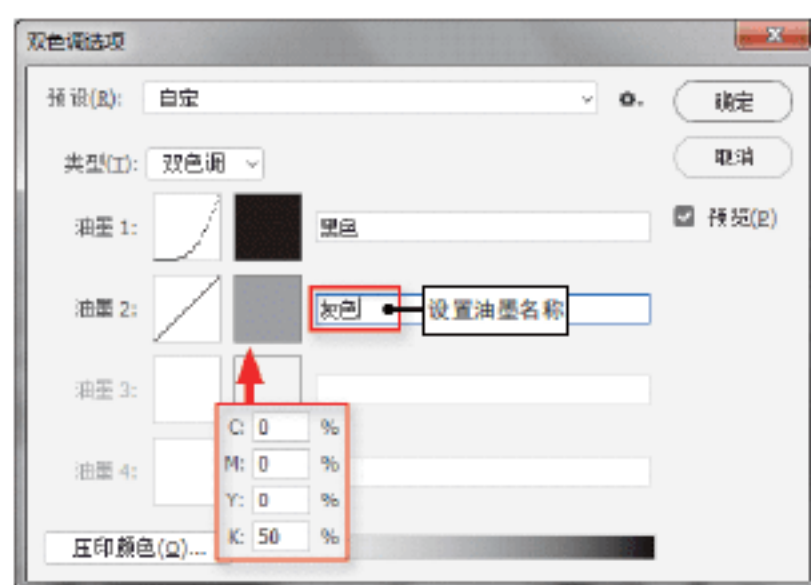 双色调选项
预设(R): 自定
确定
类型(T): 双色调
取消
预览(P)
油墨 1: 黑色
油墨 2: 灰色
设置油墨名称
油墨 3:
油墨 4:
C: 0 %
M: 0 %
Y: 0 %
K: 50 %
压印颜色(O)...